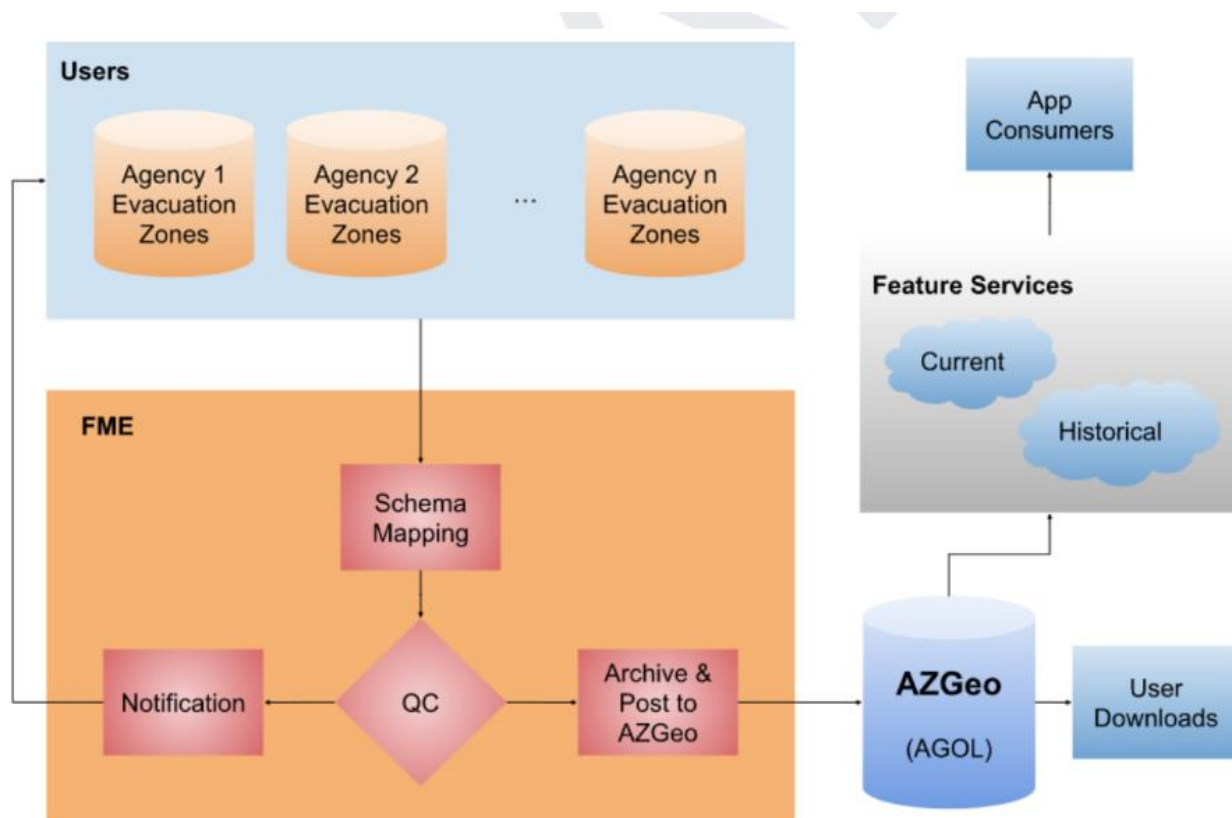 Users
Agency 1
Evacuation
Zones
Agency 2
Evacuation
Zones
...
Agency n
Evacuation
Zones
FME
Schema
Mapping
QC
Notification
Archive &
Post to
AZGeo
AZGeo
(AGOL)
User
Downloads
Feature Services
Current
Historical
App
Consumers